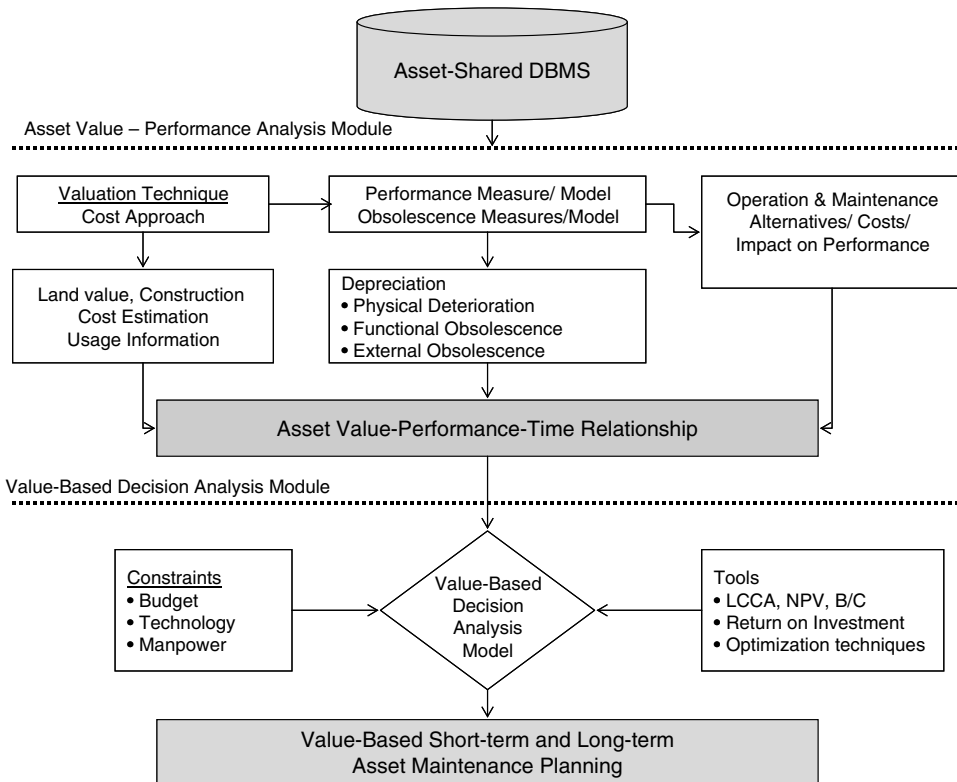 Asset-Shared DBMS
Asset Value – Performance Analysis Module
Valuation Technique
Cost Approach
Performance Measure/ Model
Obsolescence Measures/Model
Operation & Maintenance
Alternatives/ Costs/
Impact on Performance
Land value, Construction
Cost Estimation
Usage Information
Depreciation
• Physical Deterioration
• Functional Obsolescence
• External Obsolescence
Asset Value-Performance-Time Relationship
Value-Based Decision Analysis Module
Constraints
• Budget
• Technology
• Manpower
Value-Based
Decision
Analysis
Model
Tools
• LCCA, NPV, B/C
• Return on Investment
• Optimization techniques
Value-Based Short-term and Long-term
Asset Maintenance Planning